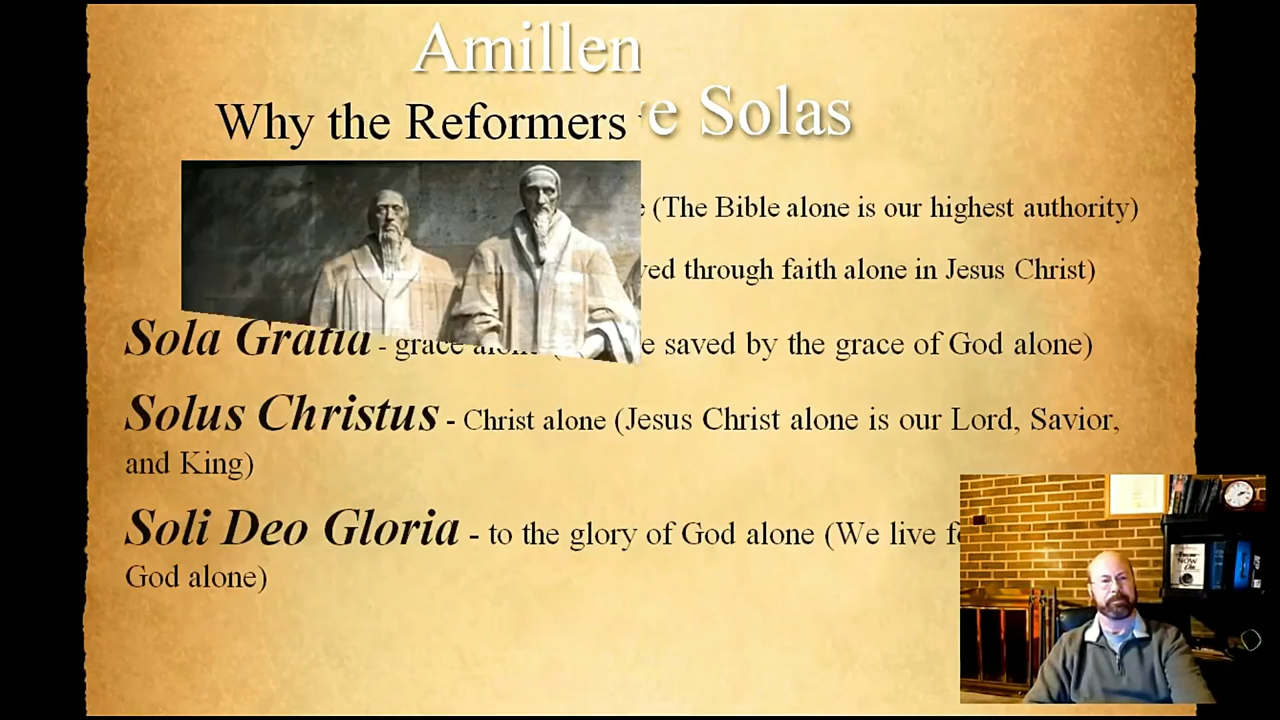 Amillen
Why the Reformers
e Solas
(The Bible alone is our highest authority)
ved through faith alone in Jesus Christ)
Sola Gratia - grace alone e saved by the grace of God alone)
Solus Christus - Christ alone (Jesus Christ alone is our Lord, Savior,
and King)
Soli Deo Gloria - to the glory of God alone (We live f
God alone)
NOW